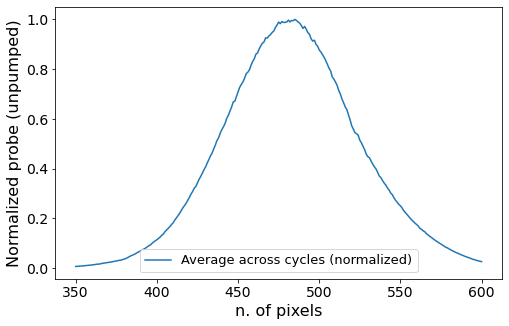 Normalized probe (unpumped)
1.0
0.8
0.6
0.4
0.2
0.0
Average across cycles (normalized)
350 400 450 500 550 600
n. of pixels